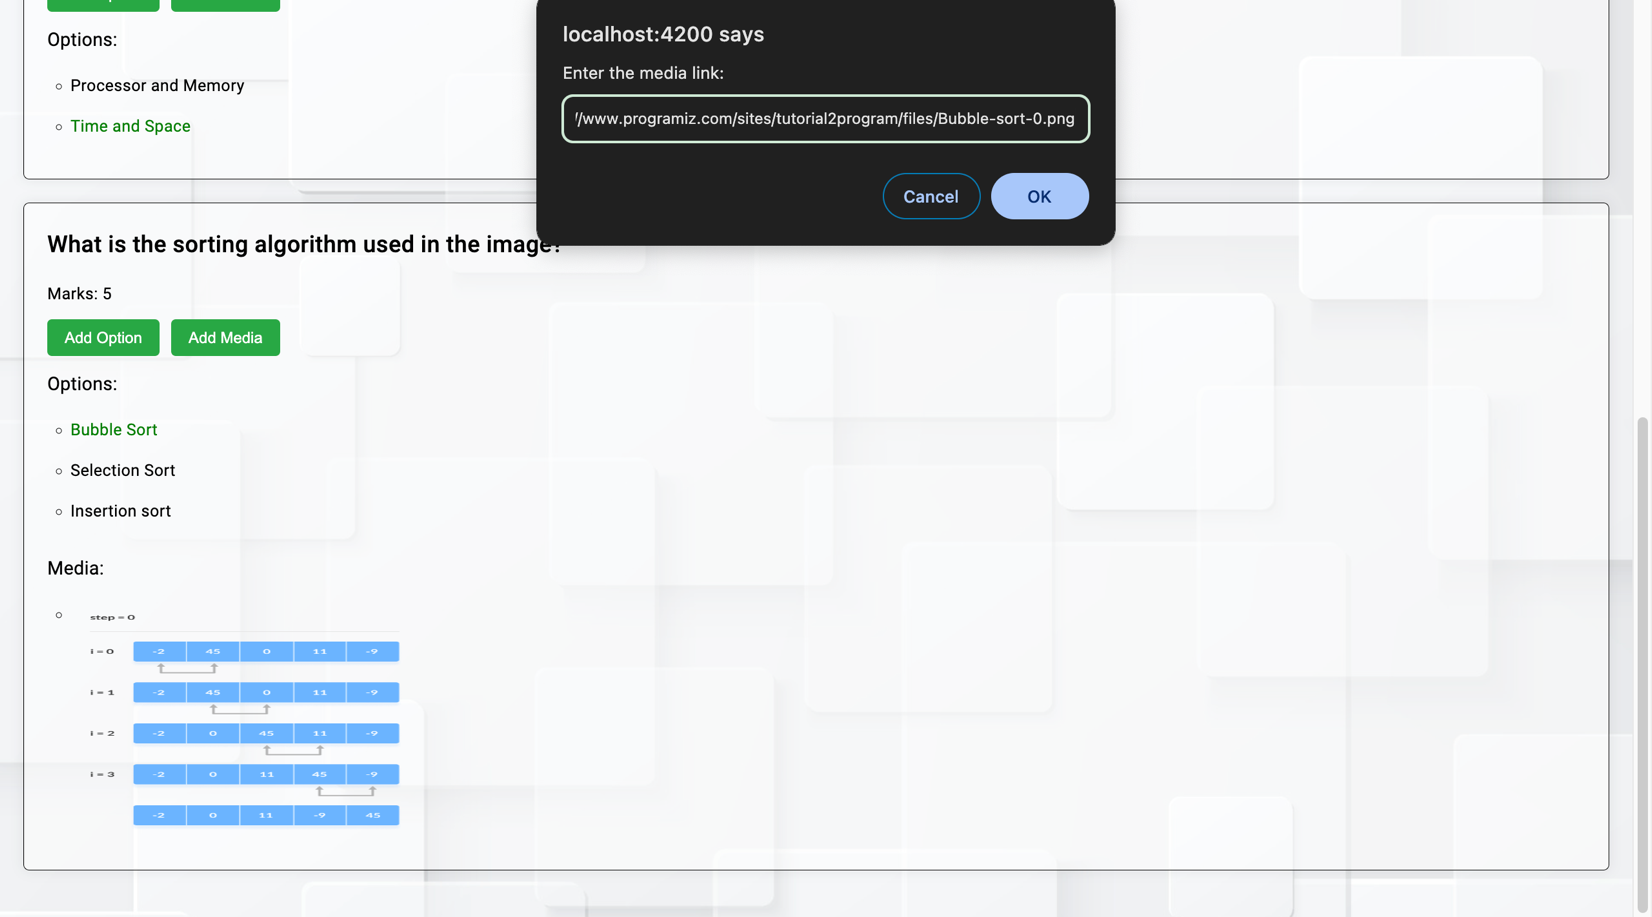 localhost:4200 says
Enter the media link:
//www.programiz.com/sites/tutorial2program/files/Bubble-sort-0.png
Cancel
OK
Options:
Processor and Memory
Time and Space
What is the sorting algorithm used in the image?
Marks: 5
Add Option
Add Media
Options:
Bubble Sort
Selection Sort
Insertion sort
Media:
step = 0
i = 0 -2 45 0 11 -9
i = 1 -2 45 0 11 -9
i = 2 -2 0 45 11 -9
i = 3 -2 0 11 45 -9
-2 0 11 -9 45